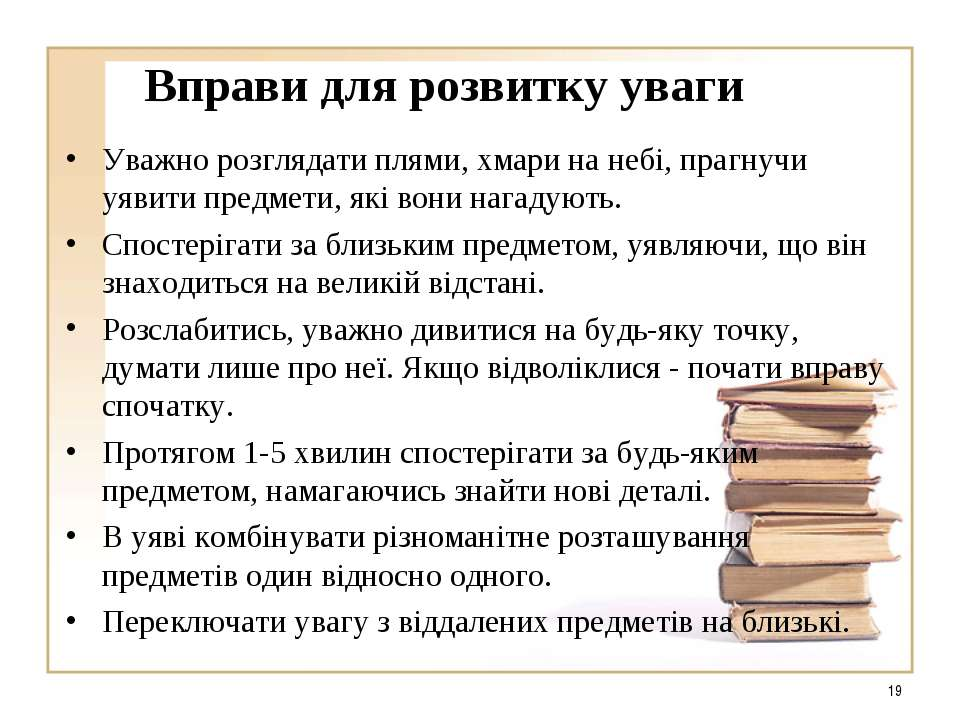 Вправи для розвитку уваги
• Уважно розглядати плями, хмари на небі, прагнучи
уявити предмети, які вони нагадують.
• Спостерігати за близьким предметом, уявляючи, що він
знаходиться на великій відстані.
• Розслабитись, уважно дивитися на будь-яку точку,
думати лише про неї. Якщо відволіклися - почати вправу
спочатку.
• Протягом 1-5 хвилин спостерігати за будь-яким
предметом, намагаючись знайти нові деталі.
• В уяві комбінувати різноманітне розташування
предметів один відносно одного.
• Переключати увагу з віддалених предметів на близькі.
19